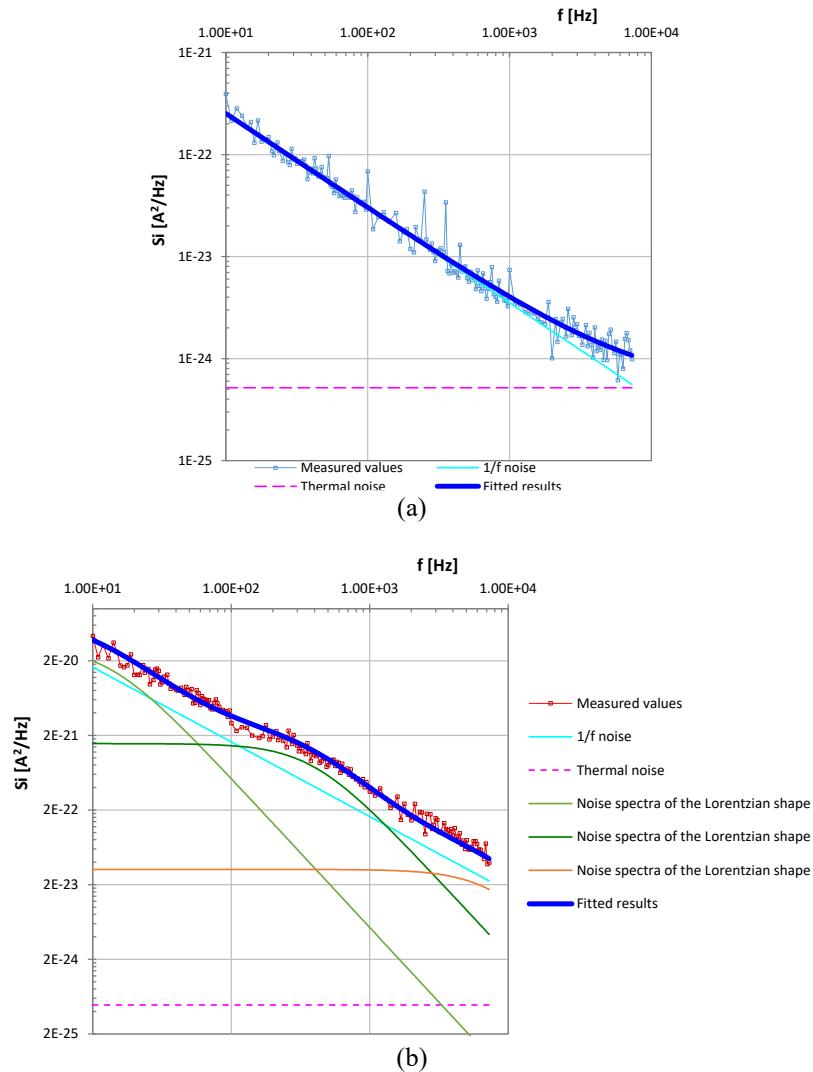 f [Hz]
1.00E+01 1.00E+02 1.00E+03 1.00E+04
1E-21
1E-22
1E-23
1E-24
1E-25
Si [A²/Hz]
Measured values 1/f noise
Thermal noise Fitted results
(a)
f [Hz]
1.00E+01 1.00E+02 1.00E+03 1.00E+04
2E-20
2E-21
2E-22
2E-23
2E-24
2E-25
Si [A²/Hz]
Measured values
1/f noise
Thermal noise
Noise spectra of the Lorentzian shape
Noise spectra of the Lorentzian shape
Noise spectra of the Lorentzian shape
Fitted results
(b)